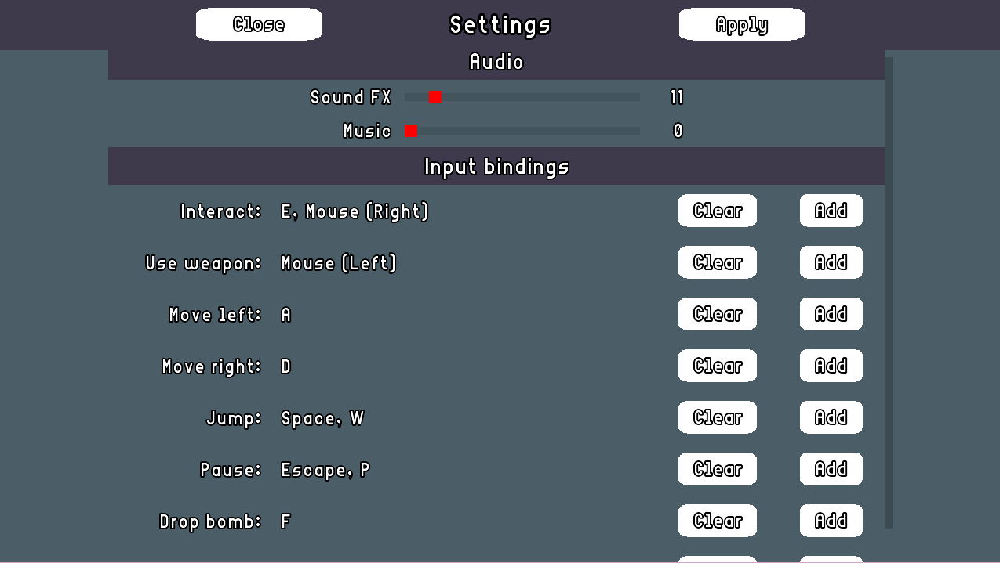 Close Settings Apply
Audio
Sound FX 11
Music 0
Input bindings
Interact: E, Mouse (Right) Clear Add
Use weapon: Mouse (Left) Clear Add
Move left: A Clear Add
Move right: D Clear Add
Jump: Space, W Clear Add
Pause: Escape, P Clear Add
Drop bomb: F Clear Add